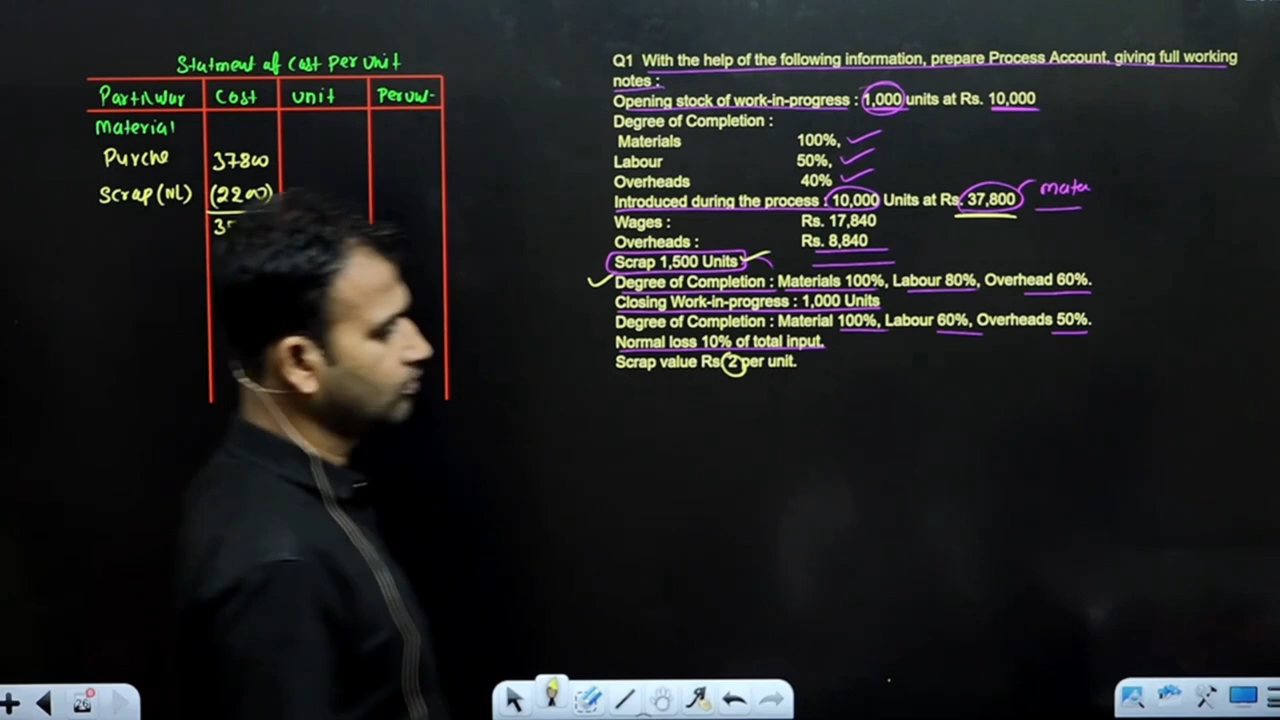 Statment of Cost Per unit
Particular Cost unit Per un-
Material
Purche 37800
Scrap (NL) (2200)
Q1 With the help of the following information, prepare Process Account, giving full working
notes :
Opening stock of work-in-progress : 1,000 units at Rs. 10,000
Degree of Completion :
Materials 100%,
Labour 50%,
Overheads 40%
Introduced during the process : 10,000 Units at Rs. 37,800 mate
Wages : Rs. 17,840
Overheads : Rs. 8,840
Scrap 1,500 Units
Degree of Completion : Materials 100%, Labour 80%, Overhead 60%.
Closing Work-in-progress : 1,000 Units
Degree of Completion : Material 100%, Labour 60%, Overheads 50%.
Normal loss 10% of total input.
Scrap value Rs 2 per unit.
26